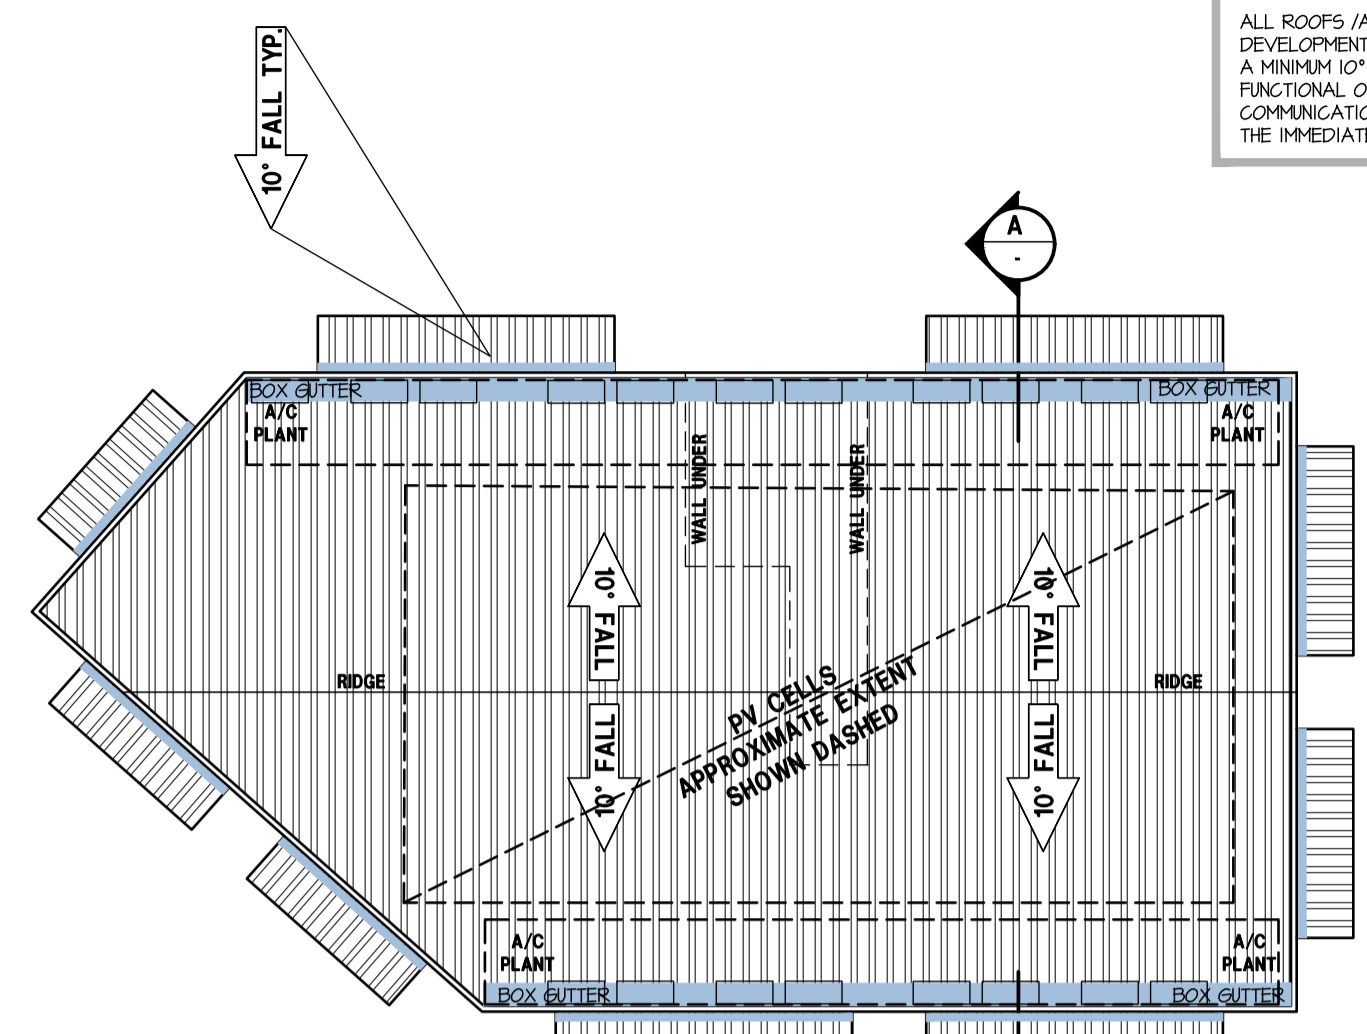 ALL ROOFS /A
DEVELOPMENT
A MINIMUM 10°
FUNCTIONAL O
COMMUNICATIO
THE IMMEDIATE
10° FALL TYP.
A
-
BOX GUTTER
BOX GUTTER
A/C
PLANT
A/C
PLANT
WALL UNDER
WALL UNDER
10° FALL
10° FALL
RIDGE
RIDGE
PV CELLS
APPROXIMATE EXTENT
SHOWN DASHED
10° FALL
10° FALL
A/C
PLANT
A/C
PLANT
BOX GUTTER
BOX GUTTER